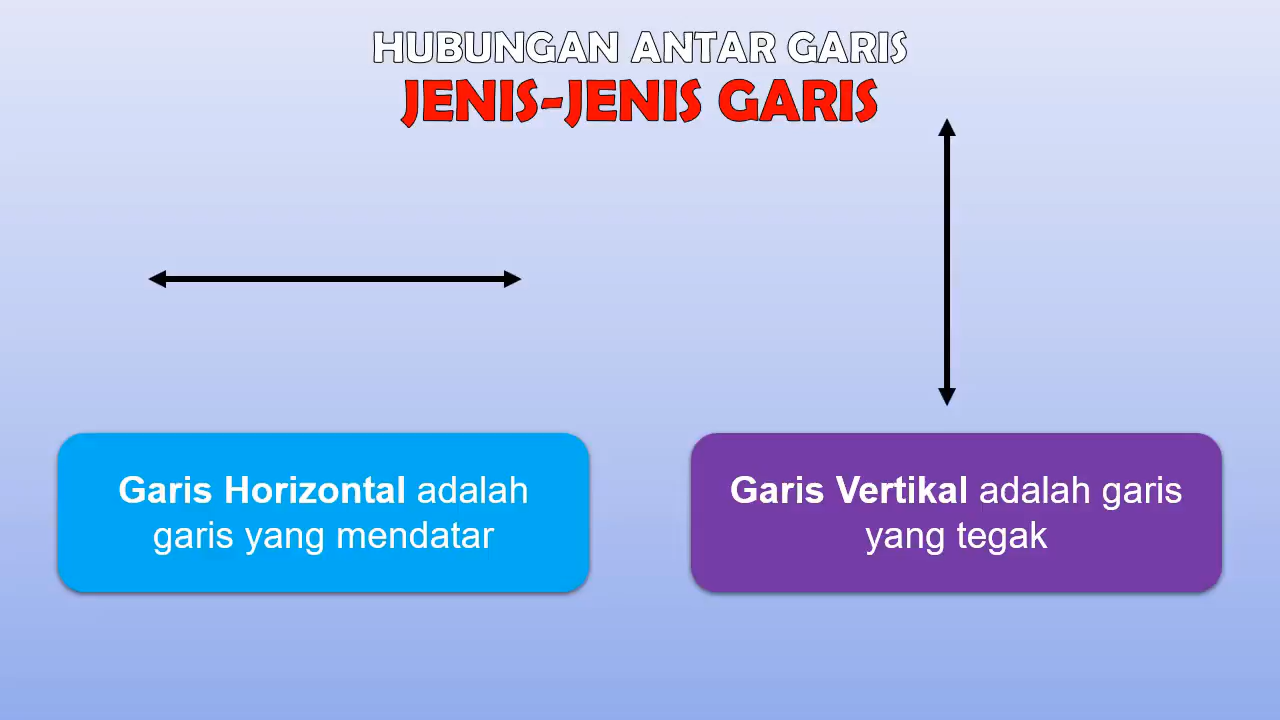 HUBUNGAN ANTAR GARIS
JENIS-JENIS GARIS
Garis Horizontal adalah
garis yang mendatar
Garis Vertikal adalah garis
yang tegak